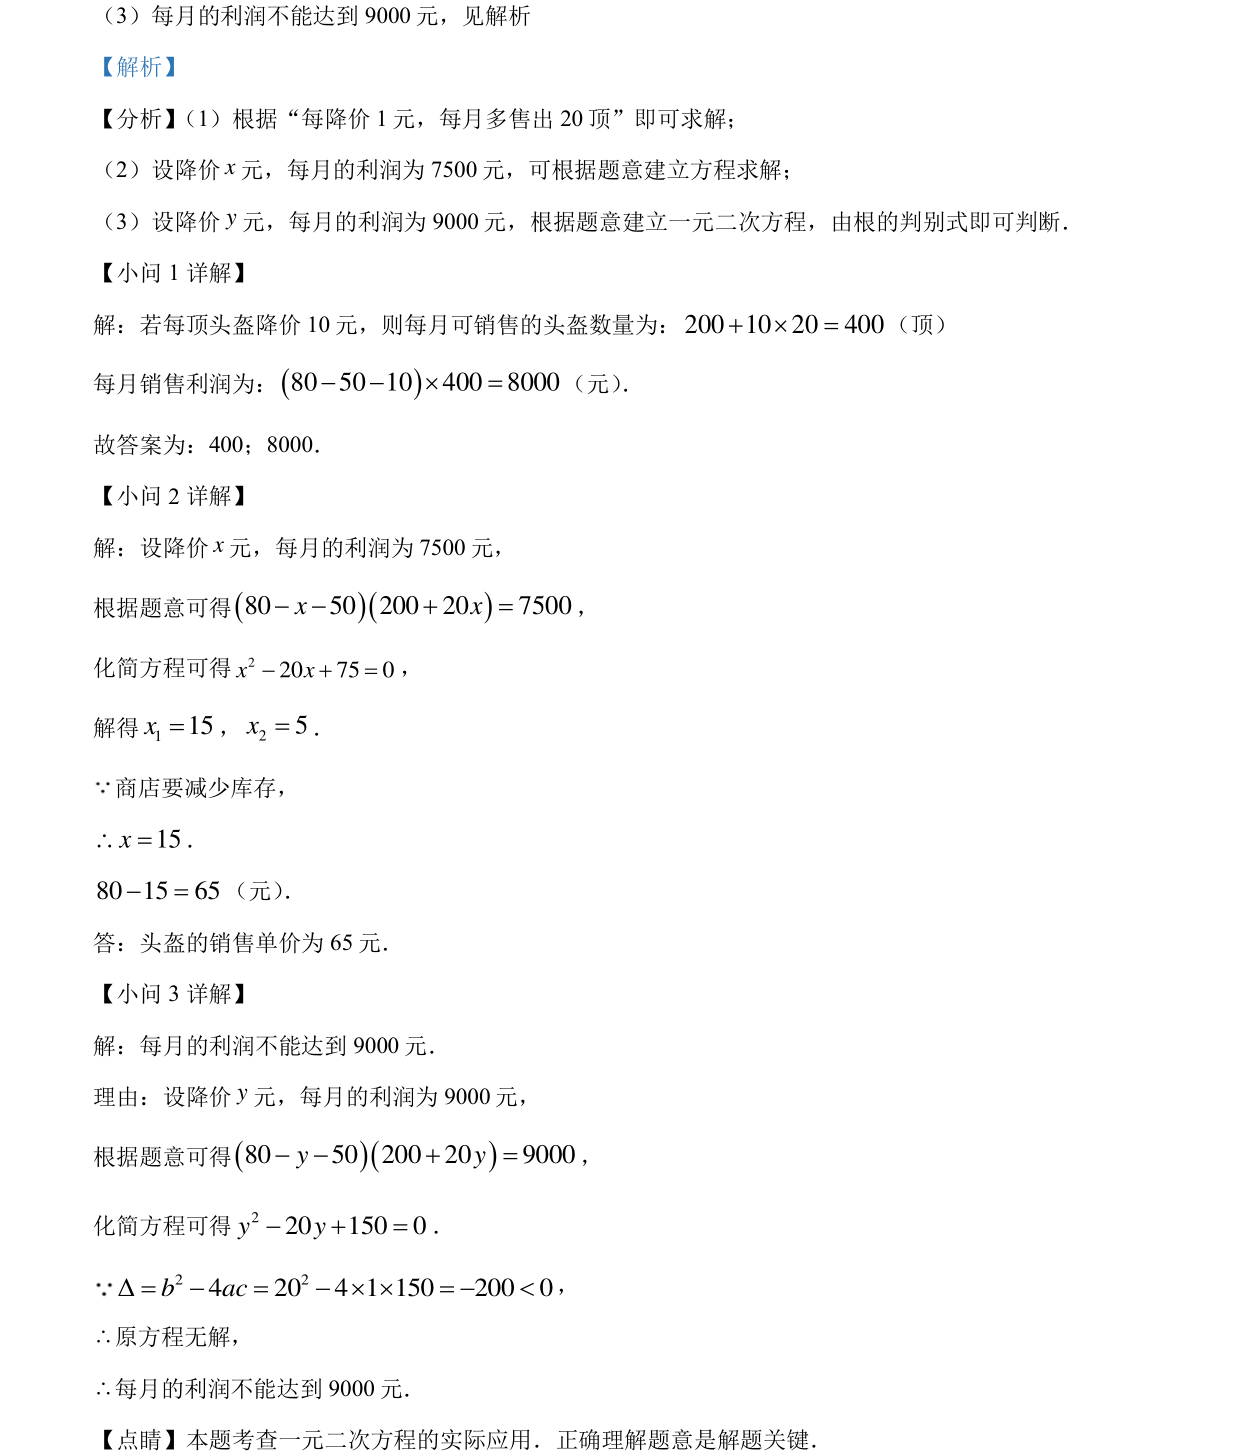 （3）每月的利润不能达到 9000 元，见解析
【解析】
【分析】（1）根据“每降价 1 元，每月多售出 20 顶”即可求解；
（2）设降价 x 元，每月的利润为 7500 元，可根据题意建立方程求解；
（3）设降价 y 元，每月的利润为 9000 元，根据题意建立一元二次方程，由根的判别式即可判断．
【小问 1 详解】
解：若每顶头盔降价 10 元，则每月可销售的头盔数量为：200+10×20=400（顶）
每月销售利润为：(80−50−10)×400=8000（元）．
故答案为：400；8000．
【小问 2 详解】
解：设降价 x 元，每月的利润为 7500 元，
根据题意可得(80−x−50)(200+20x)=7500，
化简方程可得 x²−20x+75=0，
解得 x₁=15，x₂=5．
∵商店要减少库存，
∴x=15．
80−15=65（元）．
答：头盔的销售单价为 65 元．
【小问 3 详解】
解：每月的利润不能达到 9000 元．
理由：设降价 y 元，每月的利润为 9000 元，
根据题意可得(80−y−50)(200+20y)=9000，
化简方程可得 y²−20y+150=0．
∵Δ=b²−4ac=20²−4×1×150=−200<0，
∴原方程无解，
∴每月的利润不能达到 9000 元．
【点睛】本题考查一元二次方程的实际应用．正确理解题意是解题关键．